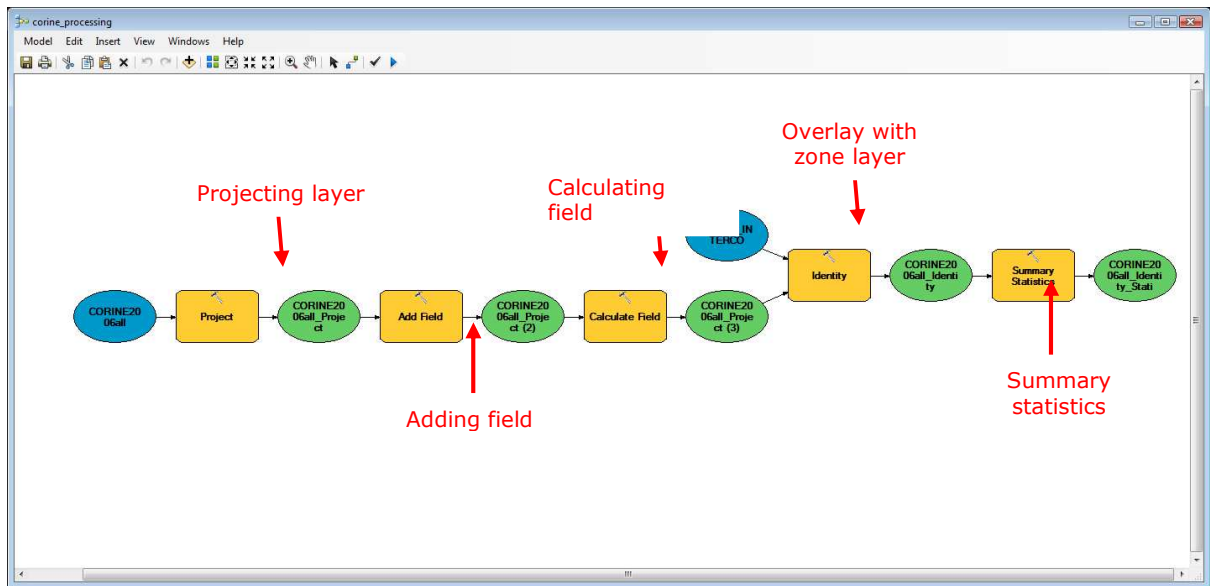 corine_processing
Model Edit Insert View Windows Help
Overlay with
zone layer
Projecting layer
Calculating
field
_IN
TERCO
CORINE20
06all
Project
CORINE20
06all_Proje
ct
Add Field
CORINE20
06all_Proje
ct (2)
Calculate Field
CORINE20
06all_Proje
ct (3)
Identity
CORINE20
06all_Identi
ty
Summary
Statistics
CORINE20
06all_Identi
ty_Stati
Adding field
Summary
statistics